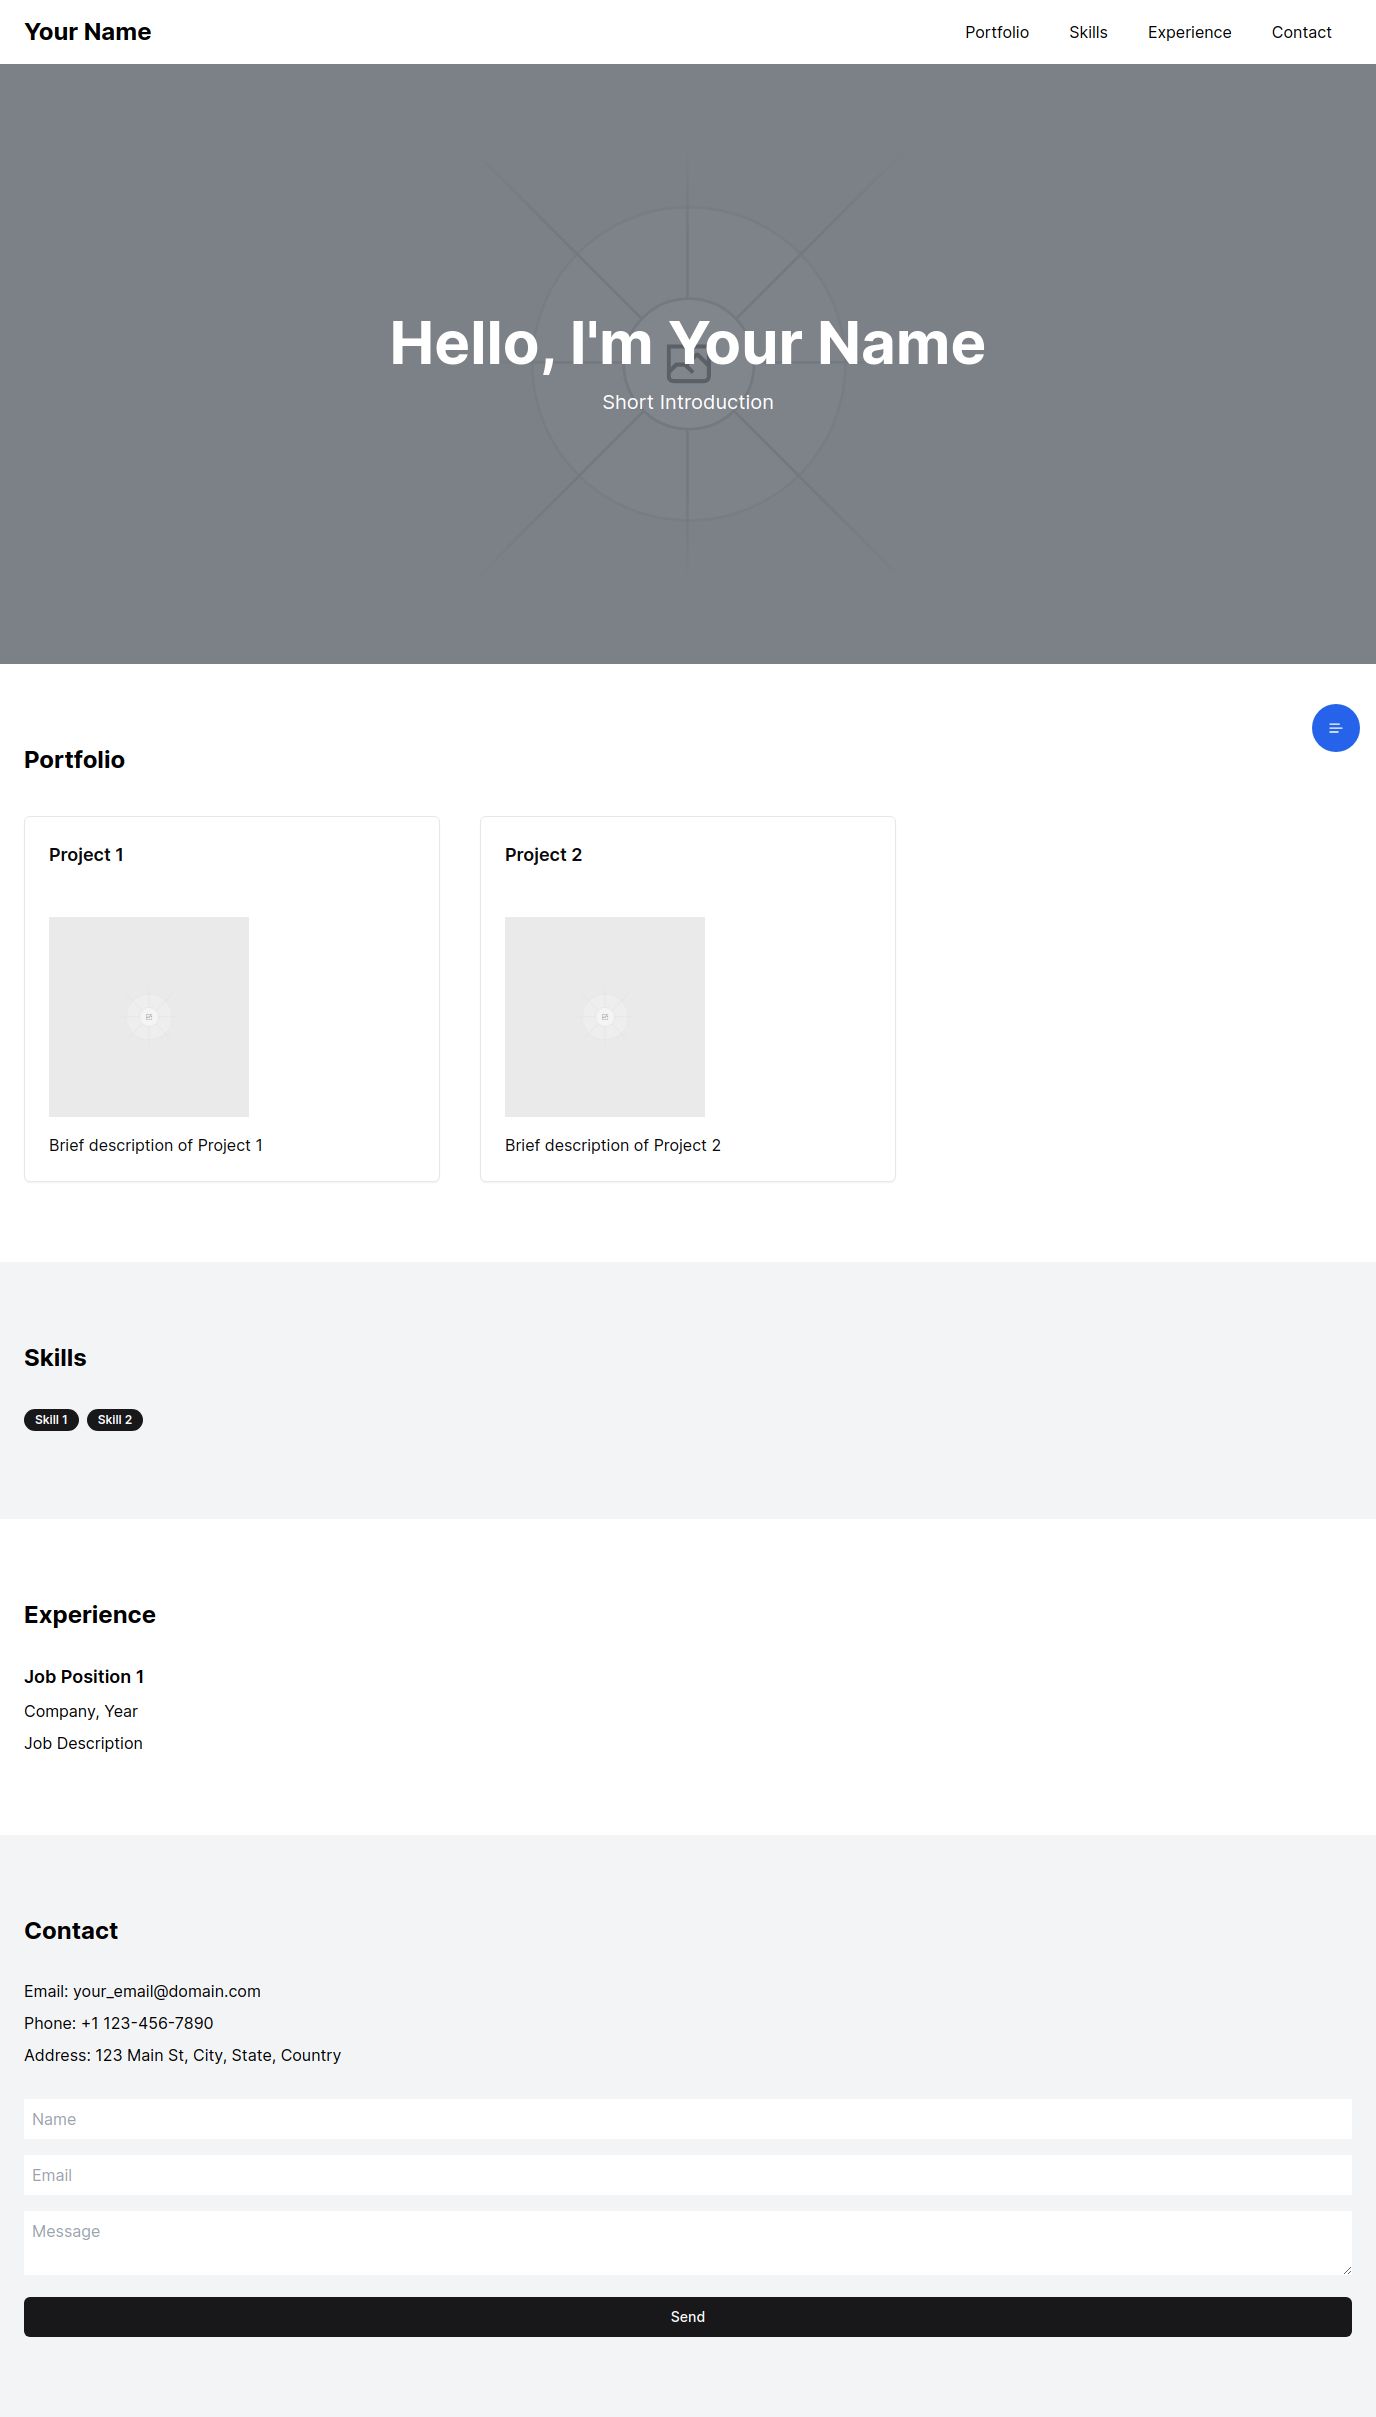 Your Name
Portfolio Skills Experience Contact
Hello, I'm Your Name
Short Introduction
Portfolio
Project 1
Brief description of Project 1
Project 2
Brief description of Project 2
Skills
Skill 1 Skill 2
Experience
Job Position 1
Company, Year
Job Description
Contact
Email: your_email@domain.com
Phone: +1 123-456-7890
Address: 123 Main St, City, State, Country
Name
Email
Message
Send